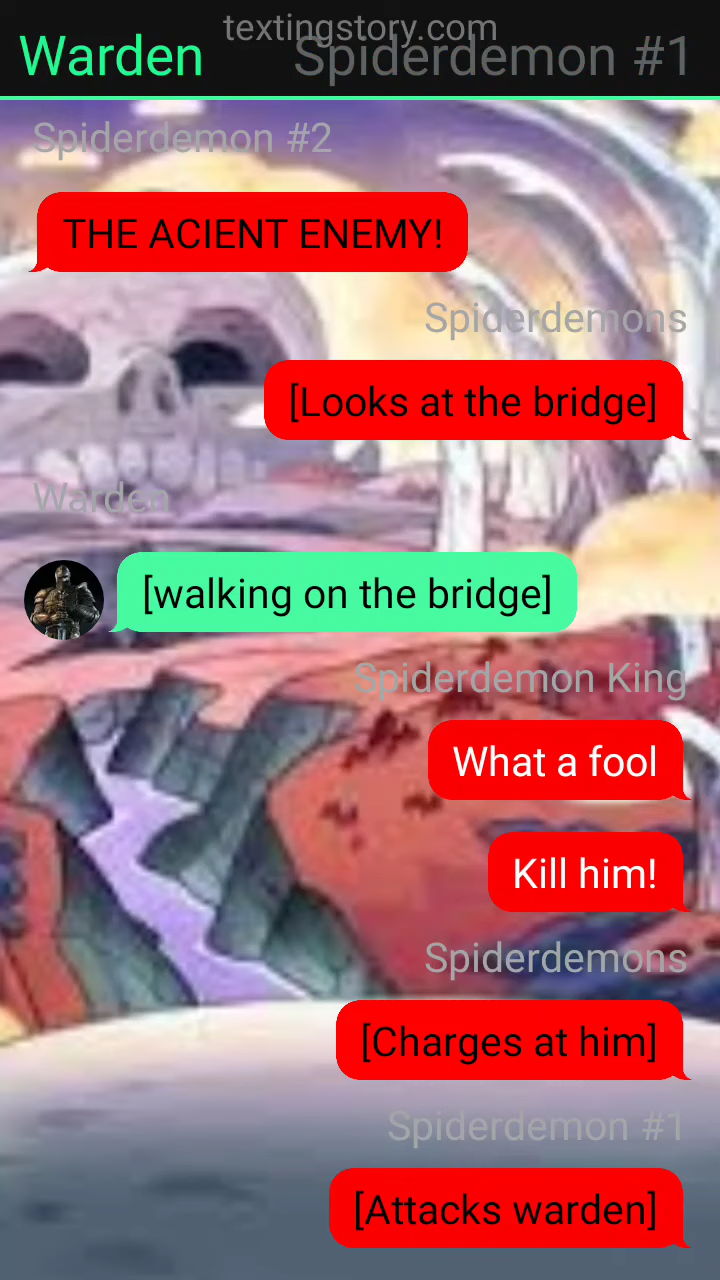 textingstory.com
Warden
Spiderdemon #1
Spiderdemon #2
THE ACIENT ENEMY!
Spiderdemons
[Looks at the bridge]
Warden
[walking on the bridge]
Spiderdemon King
What a fool
Kill him!
Spiderdemons
[Charges at him]
Spiderdemon #1
[Attacks warden]